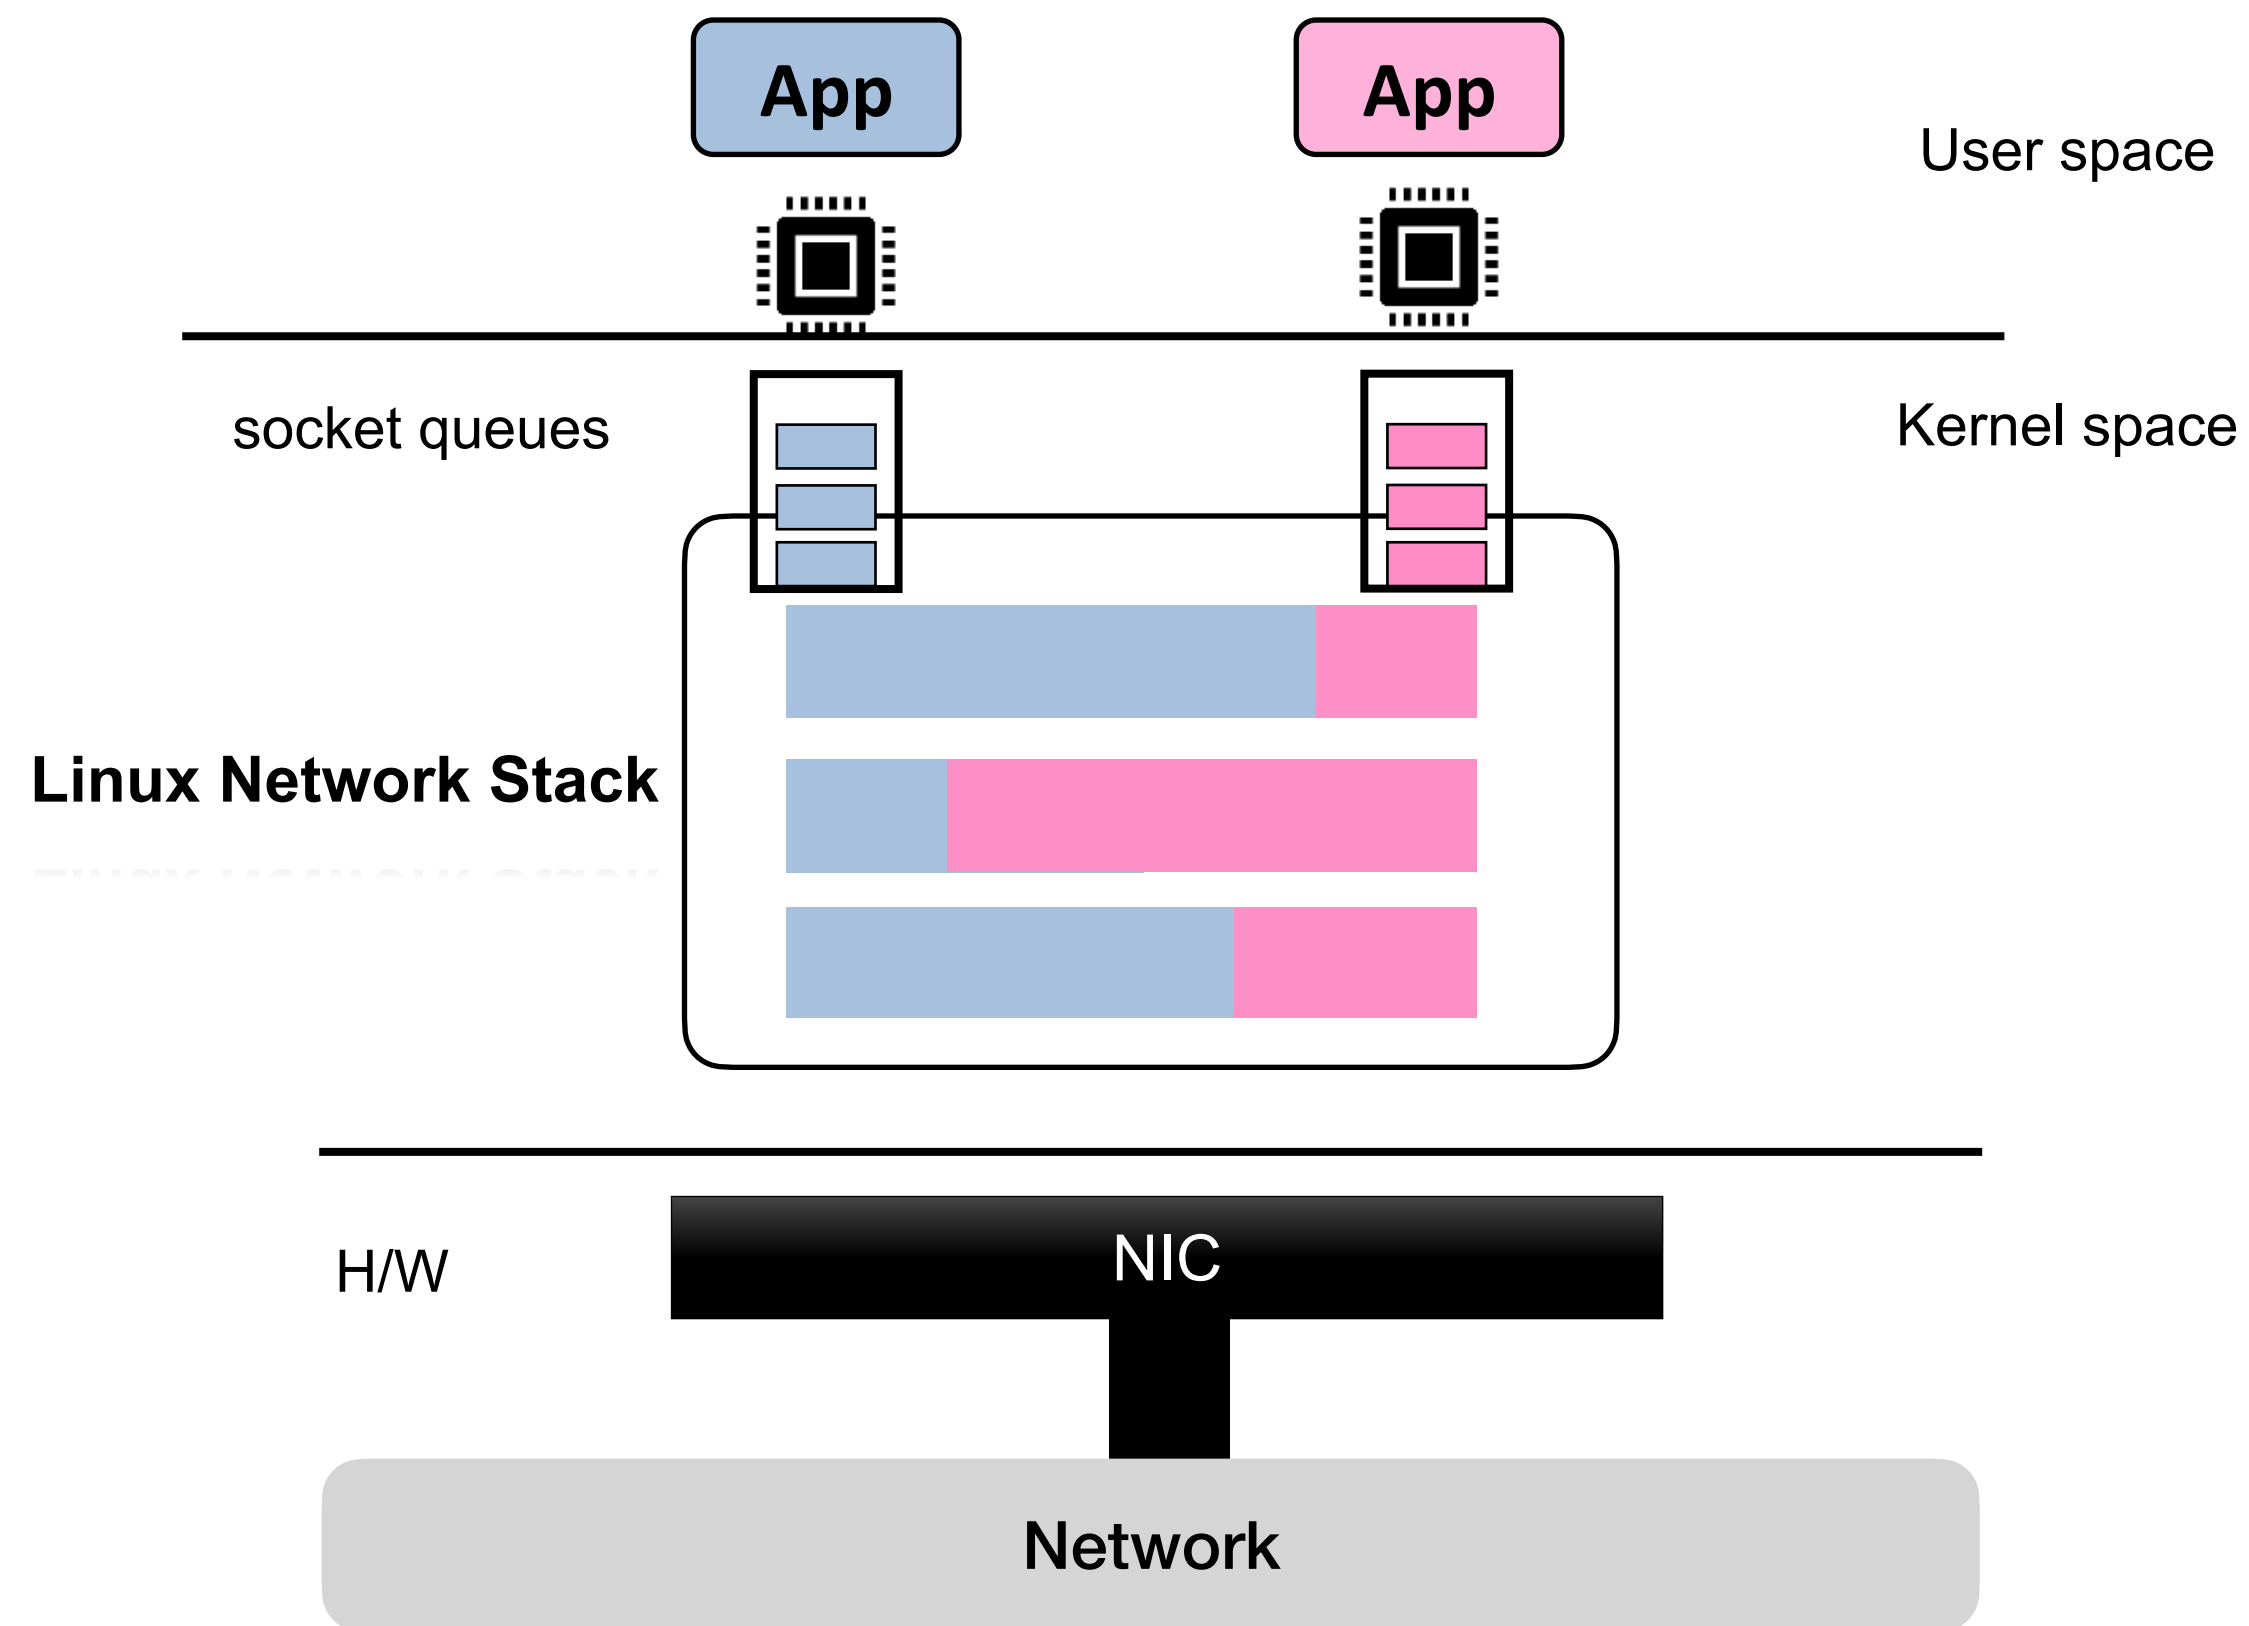 App
App
User space
socket queues
Kernel space
Linux Network Stack
H/W
NIC
Network